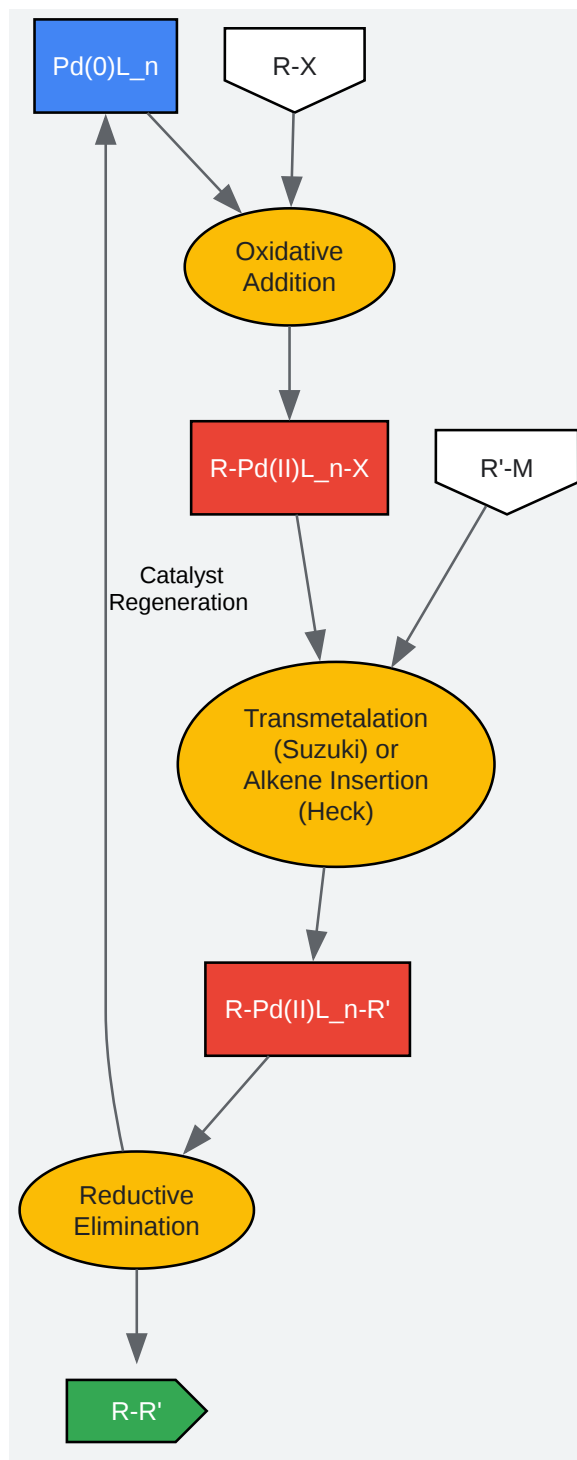 Pd(0)L_n
R-X
Oxidative
Addition
R-Pd(II)L_n-X
R'-M
Catalyst
Regeneration
Transmetalation
(Suzuki) or
Alkene Insertion
(Heck)
R-Pd(II)L_n-R'
Reductive
Elimination
R-R'